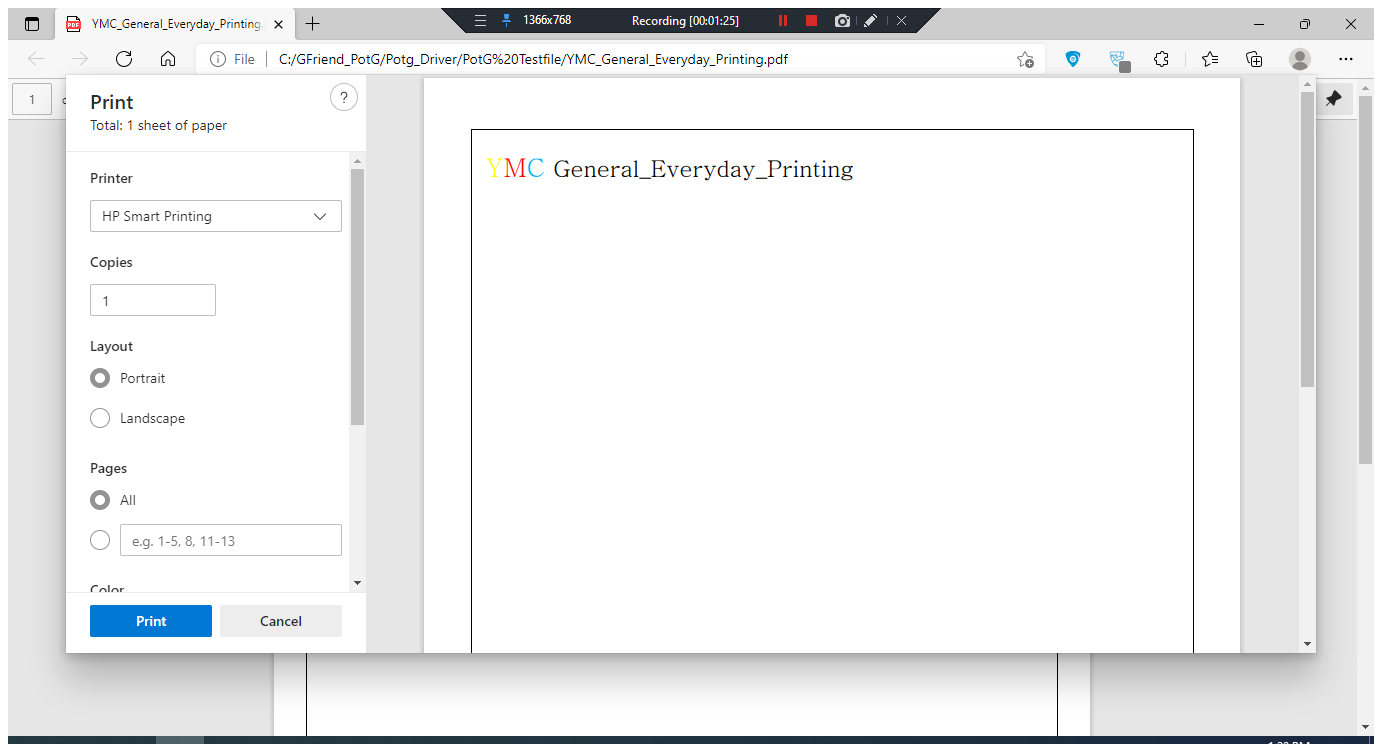 YMC_General_Everyday_Printing.
1366x768
Recording [00:01:25]
File
C:/GFriend_PotG/Potg_Driver/PotG%20Testfile/YMC_General_Everyday_Printing.pdf
1
Print
?
Total: 1 sheet of paper
Printer
HP Smart Printing
Copies
1
Layout
Portrait
Landscape
Pages
All
e.g. 1-5, 8, 11-13
Color
Print
Cancel
YMC General_Everyday_Printing